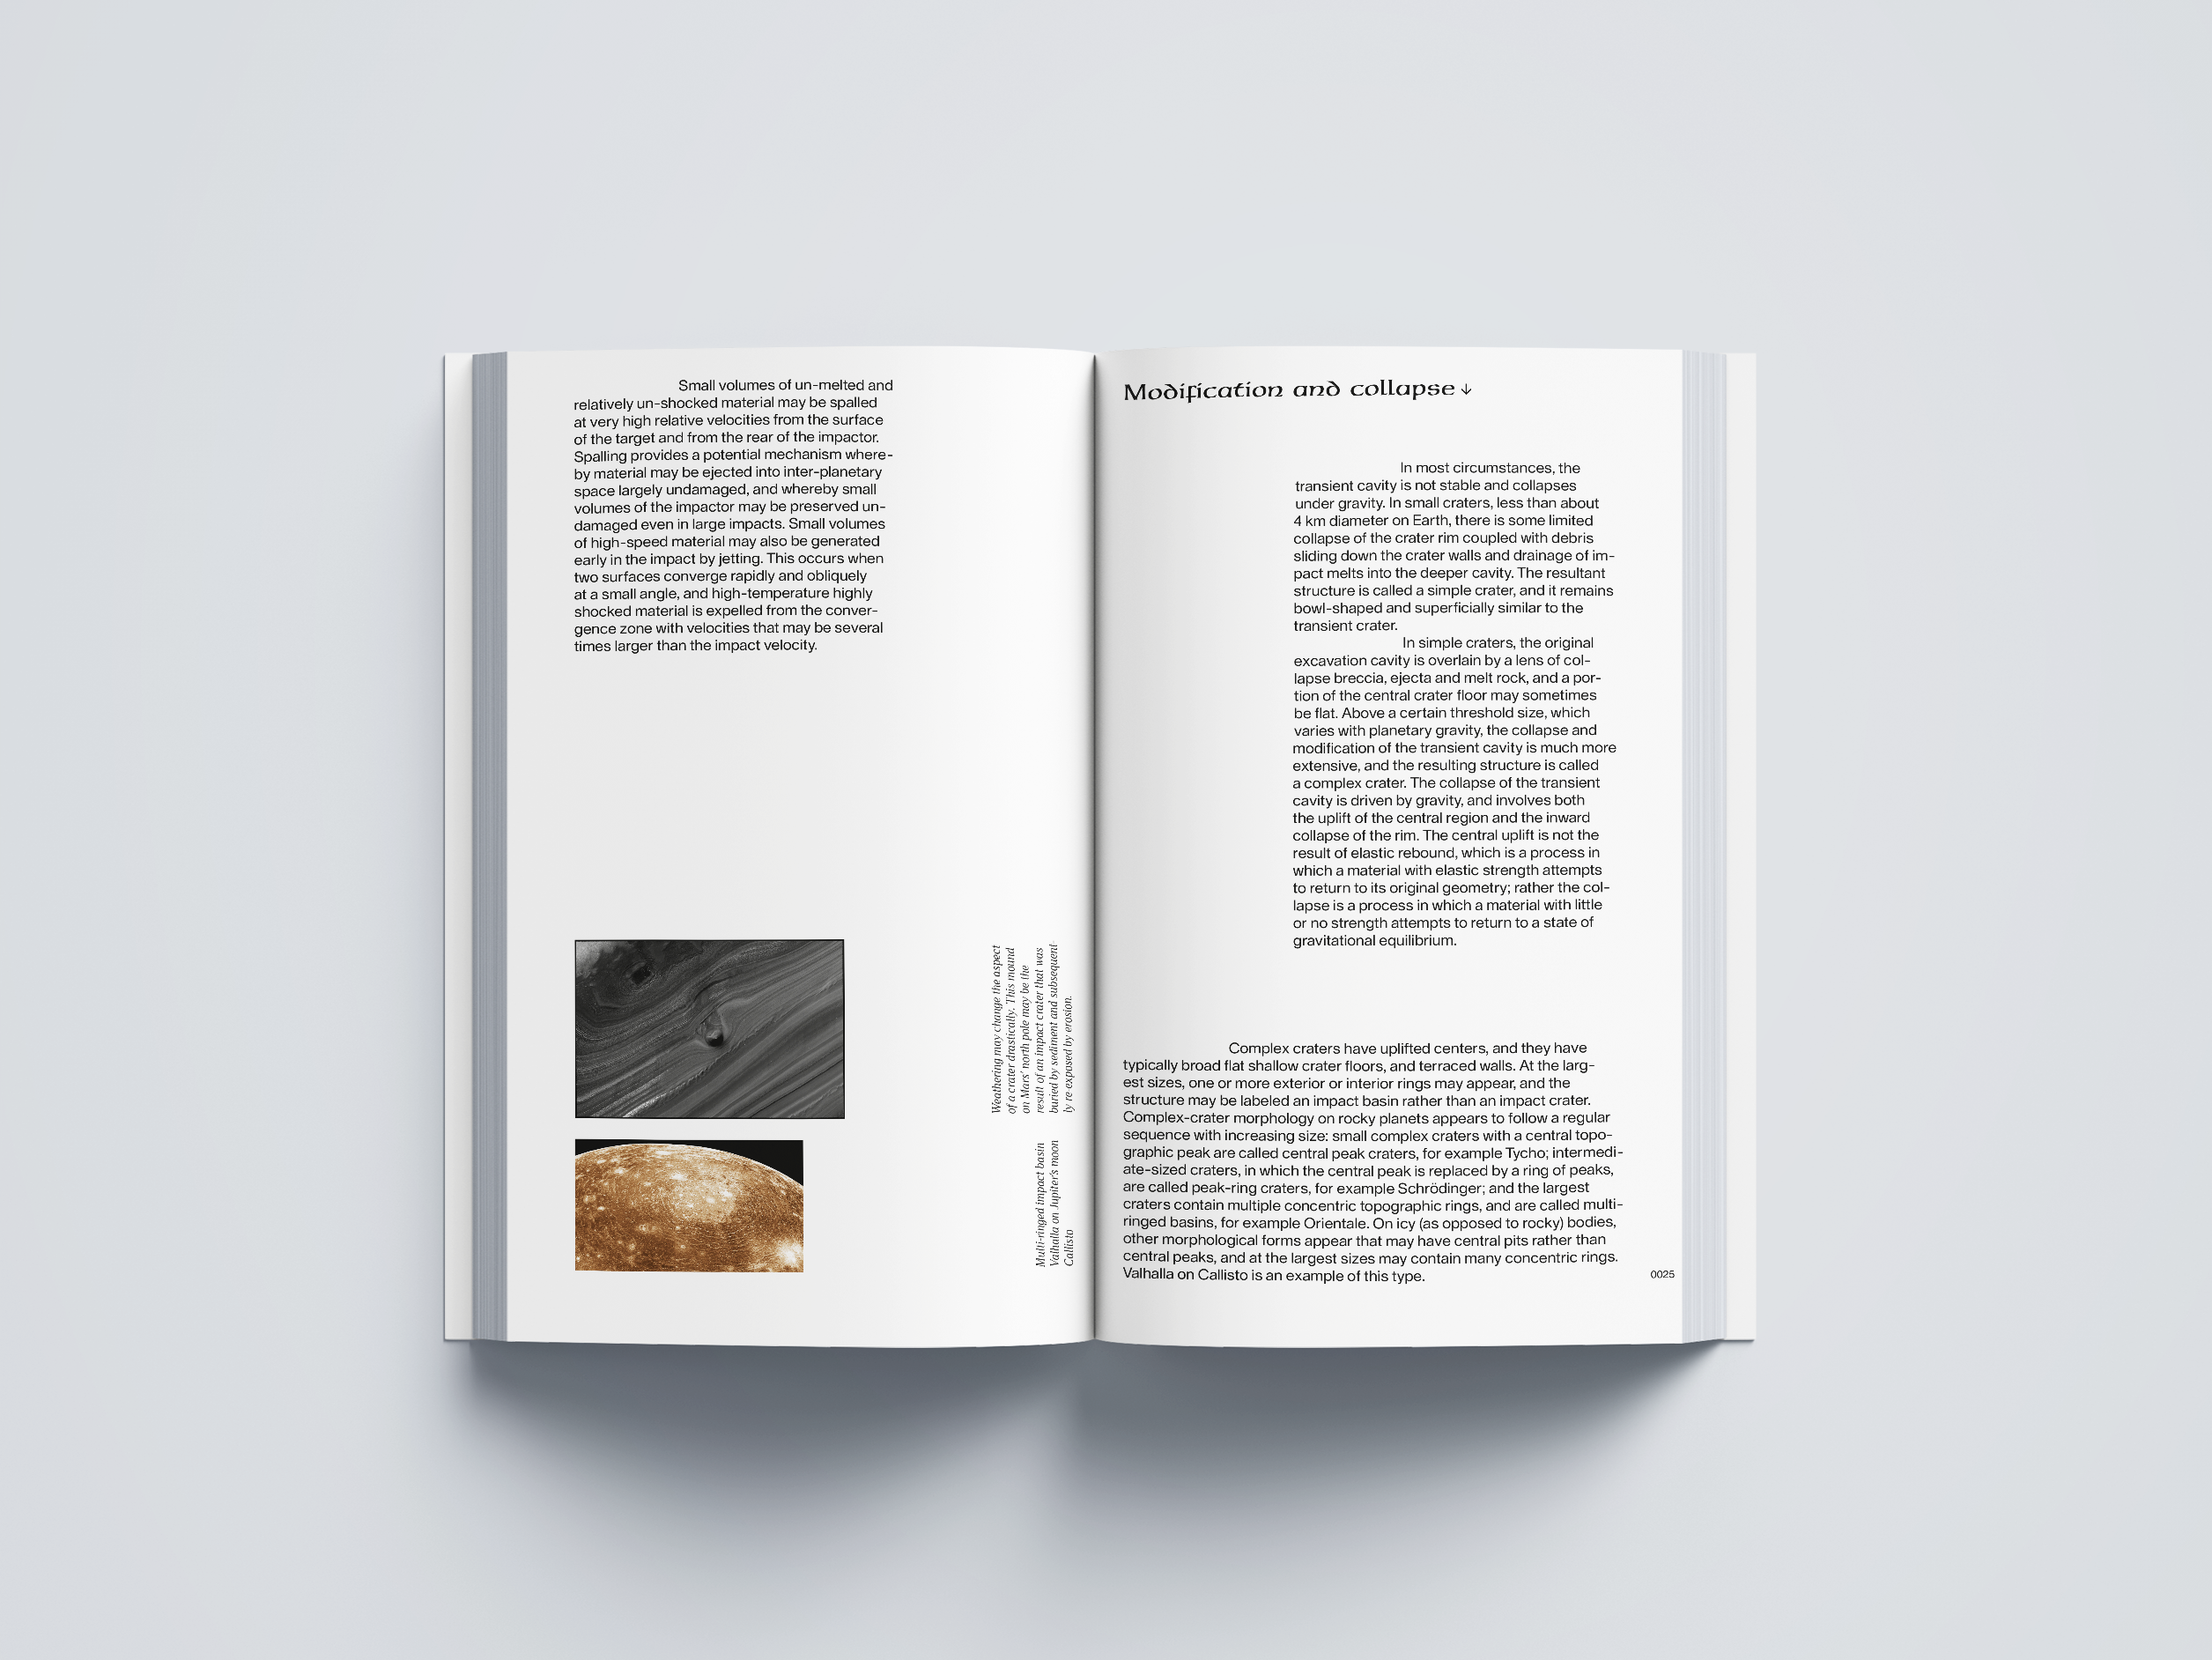 Small volumes of un-melted and
relatively un-shocked material may be spalled
at very high relative velocities from the surface
of the target and from the rear of the impactor.
Spalling provides a potential mechanism where-
by material may be ejected into inter-planetary
space largely undamaged, and whereby small
volumes of the impactor may be preserved un-
damaged even in large impacts. Small volumes
of high-speed material may also be generated
early in the impact by jetting. This occurs when
two surfaces converge rapidly and obliquely
at a small angle, and high-temperature highly
shocked material is expelled from the conver-
gence zone with velocities that may be several
times larger than the impact velocity.
Weathering may change the aspect
of a crater drastically. This mound
on Mars' north pole may be the
result of an impact crater that was
buried by sediment and subsequent-
ly re exposed by erosion.
Multi-ringed impact basin
Valhalla on Jupiter's moon
Callisto
Modification and collapse ↓
In most circumstances, the
transient cavity is not stable and collapses
under gravity. In small craters, less than about
4 km diameter on Earth, there is some limited
collapse of the crater rim coupled with debris
sliding down the crater walls and drainage of im-
pact melts into the deeper cavity. The resultant
structure is called a simple crater, and it remains
bowl-shaped and superficially similar to the
transient crater.
In simple craters, the original
excavation cavity is overlain by a lens of col-
lapse breccia, ejecta and melt rock, and a por-
tion of the central crater floor may sometimes
be flat. Above a certain threshold size, which
varies with planetary gravity, the collapse and
modification of the transient cavity is much more
extensive, and the resulting structure is called
a complex crater. The collapse of the transient
cavity is driven by gravity, and involves both
the uplift of the central region and the inward
collapse of the rim. The central uplift is not the
result of elastic rebound, which is a process in
which a material with elastic strength attempts
to return to its original geometry; rather the col-
lapse is a process in which a material with little
or no strength attempts to return to a state of
gravitational equilibrium.
Complex craters have uplifted centers, and they have
typically broad flat shallow crater floors, and terraced walls. At the larg-
est sizes, one or more exterior or interior rings may appear, and the
structure may be labeled an impact basin rather than an impact crater.
Complex-crater morphology on rocky planets appears to follow a regular
sequence with increasing size: small complex craters with a central topo-
graphic peak are called central peak craters, for example Tycho; intermedi-
ate-sized craters, in which the central peak is replaced by a ring of peaks,
are called peak-ring craters, for example Schrödinger; and the largest
craters contain multiple concentric topographic rings, and are called multi-
ringed basins, for example Orientale. On icy (as opposed to rocky) bodies,
other morphological forms appear that may have central pits rather than
central peaks, and at the largest sizes may contain many concentric rings.
Valhalla on Callisto is an example of this type.
0025